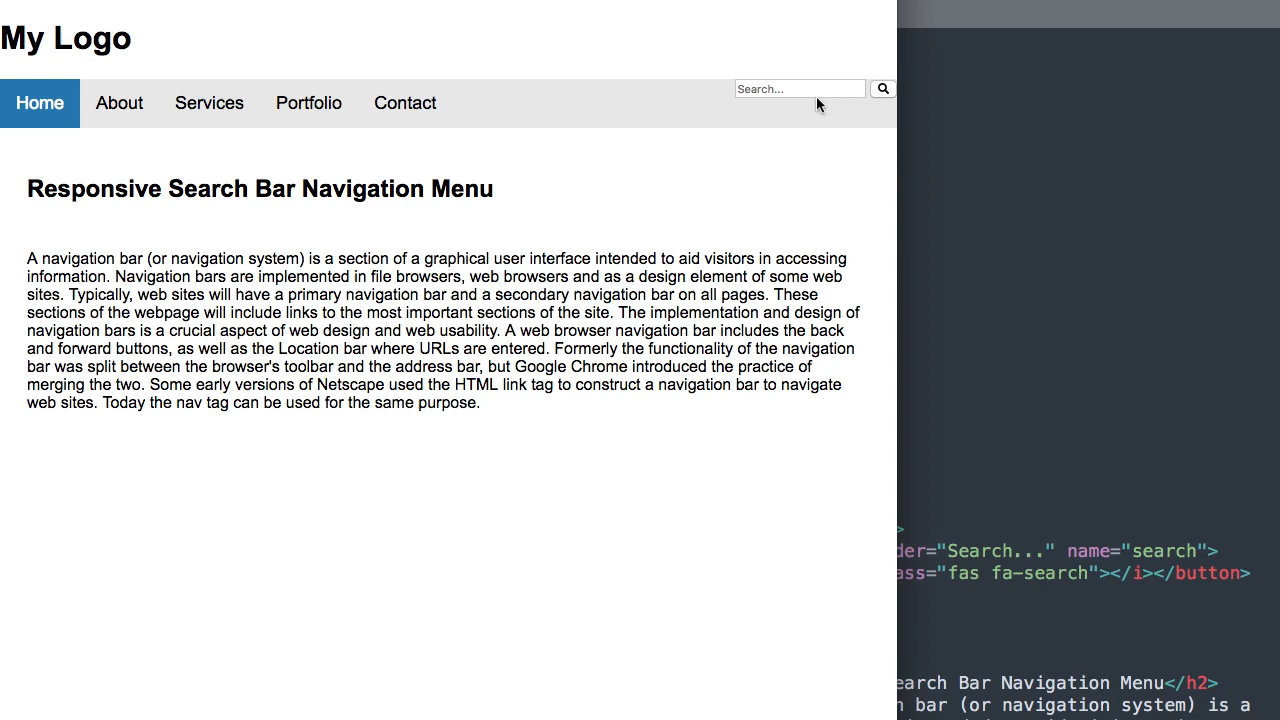 My Logo
Home About Services Portfolio Contact Search...
Responsive Search Bar Navigation Menu
A navigation bar (or navigation system) is a section of a graphical user interface intended to aid visitors in accessing
information. Navigation bars are implemented in file browsers, web browsers and as a design element of some web
sites. Typically, web sites will have a primary navigation bar and a secondary navigation bar on all pages. These
sections of the webpage will include links to the most important sections of the site. The implementation and design of
navigation bars is a crucial aspect of web design and web usability. A web browser navigation bar includes the back
and forward buttons, as well as the Location bar where URLs are entered. Formerly the functionality of the navigation
bar was split between the browser's toolbar and the address bar, but Google Chrome introduced the practice of
merging the two. Some early versions of Netscape used the HTML link tag to construct a navigation bar to navigate
web sites. Today the nav tag can be used for the same purpose.
>
der="Search..." name="search">
ass="fas fa-search"></i></button>
earch Bar Navigation Menu</h2>
n bar (or navigation system) is a